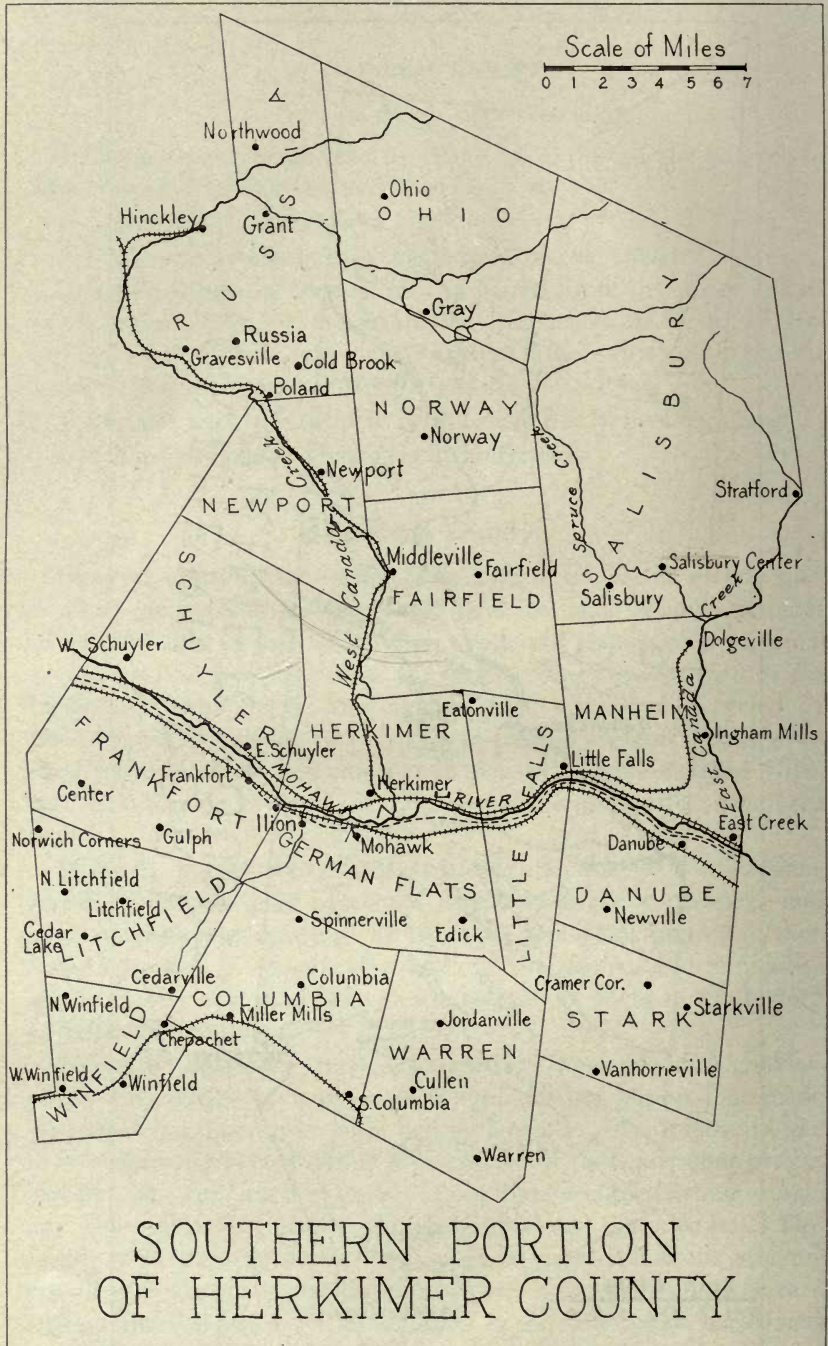 Scale of Miles
0 1 2 3 4 5 6 7
Northwood
RUSSIA
Ohio
OHIO
Hinckley
Grant
Gray
Russia
Gravesville
Cold Brook
Poland
NORWAY
Norway
SALISBURY
Spruce Creek
Stratford
Newport
NEWPORT
West Canada Creek
Middleville
Fairfield
FAIRFIELD
Salisbury Center
Salisbury
East Canada Creek
SCHUYLER
W. Schuyler
Dolgeville
Eatonville
HERKIMER
MANHEIM
Ingham Mills
E. Schuyler
Little Falls
FRANKFORT
Frankfort
MOHAWK RIVER
Herkimer
LITTLE FALLS
Center
Ilion
East Creek
Norwich Corners
Gulph
Mohawk
Danube
GERMAN FLATS
N. Litchfield
Litchfield
LITCHFIELD
DANUBE
Newville
Cedar
Lake
Spinnerville
Edick
Cedarville
Columbia
COLUMBIA
Cramer Cor.
N. Winfield
Miller Mills
Starkville
STARK
Chepachet
Jordanville
WARREN
Vanhorneville
W. Winfield
WINFIELD
Winfield
Cullen
S. Columbia
Warren
SOUTHERN PORTION
OF HERKIMER COUNTY